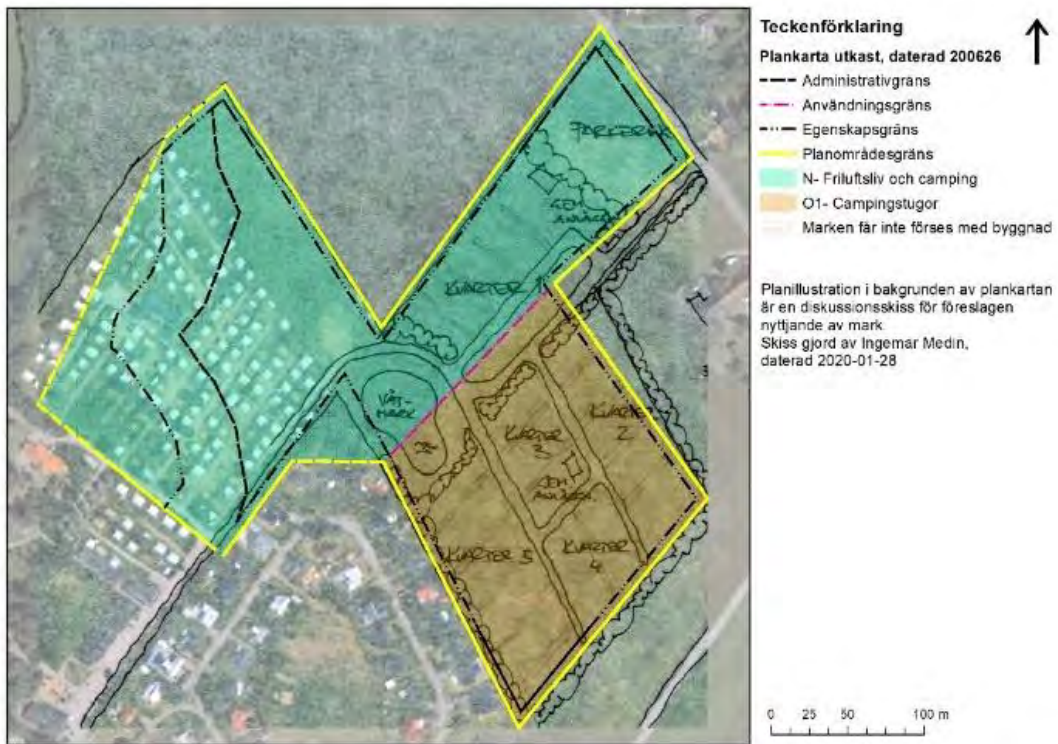 Teckenförklaring
Plankarta utkast, daterad 200626
Administrativgräns
Användningsgräns
Egenskapsgräns
Planområdesgräns
N- Friluftsliv och camping
O1- Campingstugor
Marken får inte förses med byggnad
Planillustration i bakgrunden av plankartan
är en diskussionsskiss för föreslagen
nyttjande av mark
Skiss gjord av Ingemar Medin,
daterad 2020-01-28
0 25 50 100 m
PARKERING
GEM
KVARTER 1
VÅT-
MARK
KVARTER
2
KVARTER
3
GEM
KVARTER
4
KVARTER 5